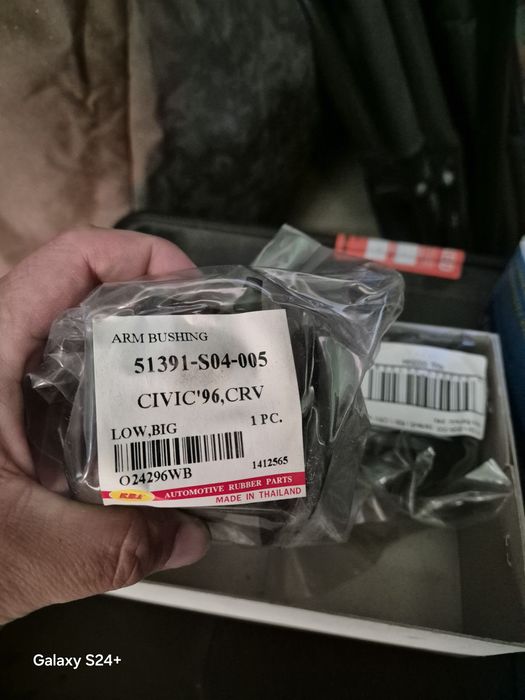 ARM BUSHING
51391-S04-005
CIVIC'96,CRV
LOW,BIG 1 PC.
O24296WB 1412565
RBA AUTOMOTIVE RUBBER PARTS
MADE IN THAILAND
Galaxy S24+